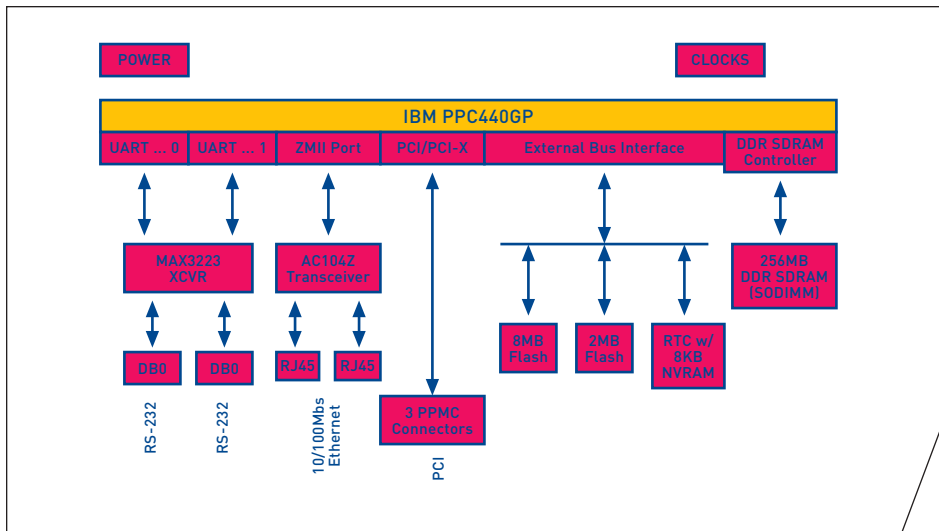 POWER
CLOCKS
IBM PPC440GP
UART ... 0
UART ... 1
ZMII Port
PCI/PCI-X
External Bus Interface
DDR SDRAM
Controller
MAX3223
XCVR
AC104Z
Transceiver
256MB
DDR SDRAM
(SODIMM)
DB0
DB0
RJ45
RJ45
8MB
Flash
2MB
Flash
RTC w/
8KB
NVRAM
3 PPMC
Connectors
RS-232
RS-232
10/100Mbs
Ethernet
PCI